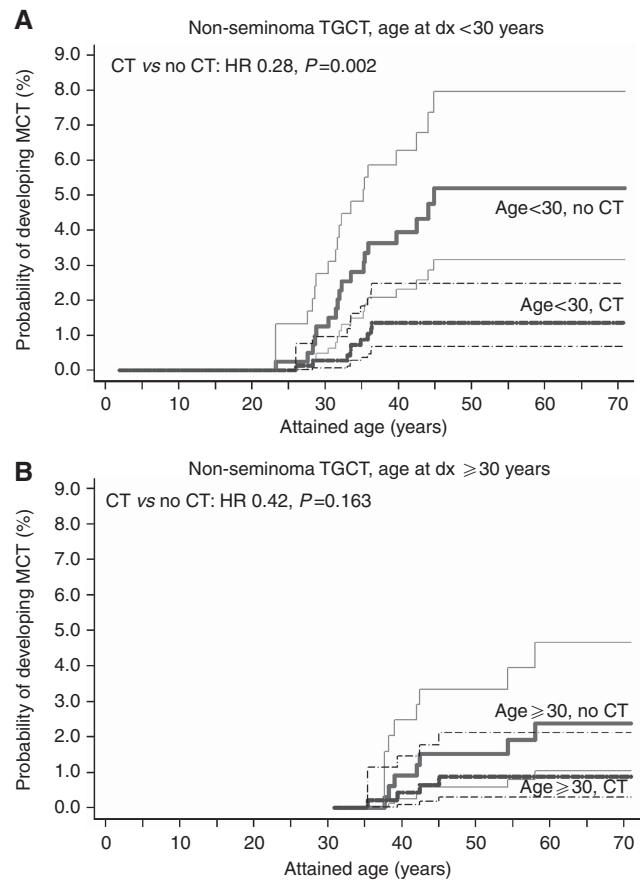 A
Non-seminoma TGCT, age at dx <30 years
CT vs no CT: HR 0.28, P=0.002
Probability of developing MCT (%)
9.0
8.0
7.0
6.0
5.0
4.0
3.0
2.0
1.0
0.0
Age<30, no CT
Age<30, CT
0 10 20 30 40 50 60 70
Attained age (years)
B
Non-seminoma TGCT, age at dx ⩾30 years
CT vs no CT: HR 0.42, P=0.163
Probability of developing MCT (%)
9.0
8.0
7.0
6.0
5.0
4.0
3.0
2.0
1.0
0.0
Age⩾30, no CT
Age⩾30, CT
0 10 20 30 40 50 60 70
Attained age (years)